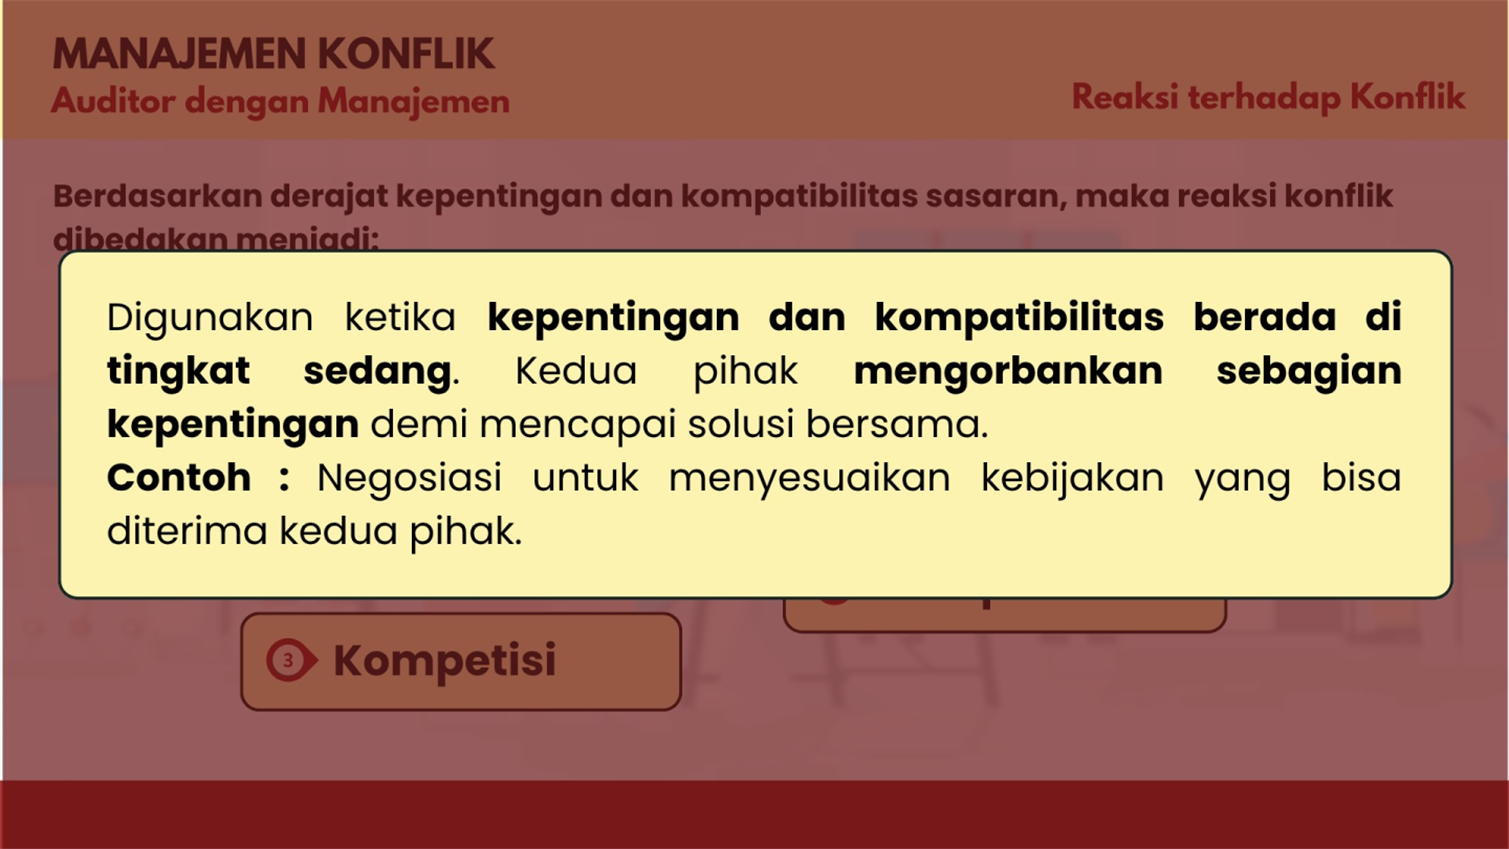 MANAJEMEN KONFLIK
Auditor dengan Manajemen
Reaksi terhadap Konflik
Berdasarkan derajat kepentingan dan kompatibilitas sasaran, maka reaksi konflik
dibedakan menjadi:
Digunakan ketika kepentingan dan kompatibilitas berada di
tingkat sedang. Kedua pihak mengorbankan sebagian
kepentingan demi mencapai solusi bersama.
Contoh : Negosiasi untuk menyesuaikan kebijakan yang bisa
diterima kedua pihak.
3 Kompetisi